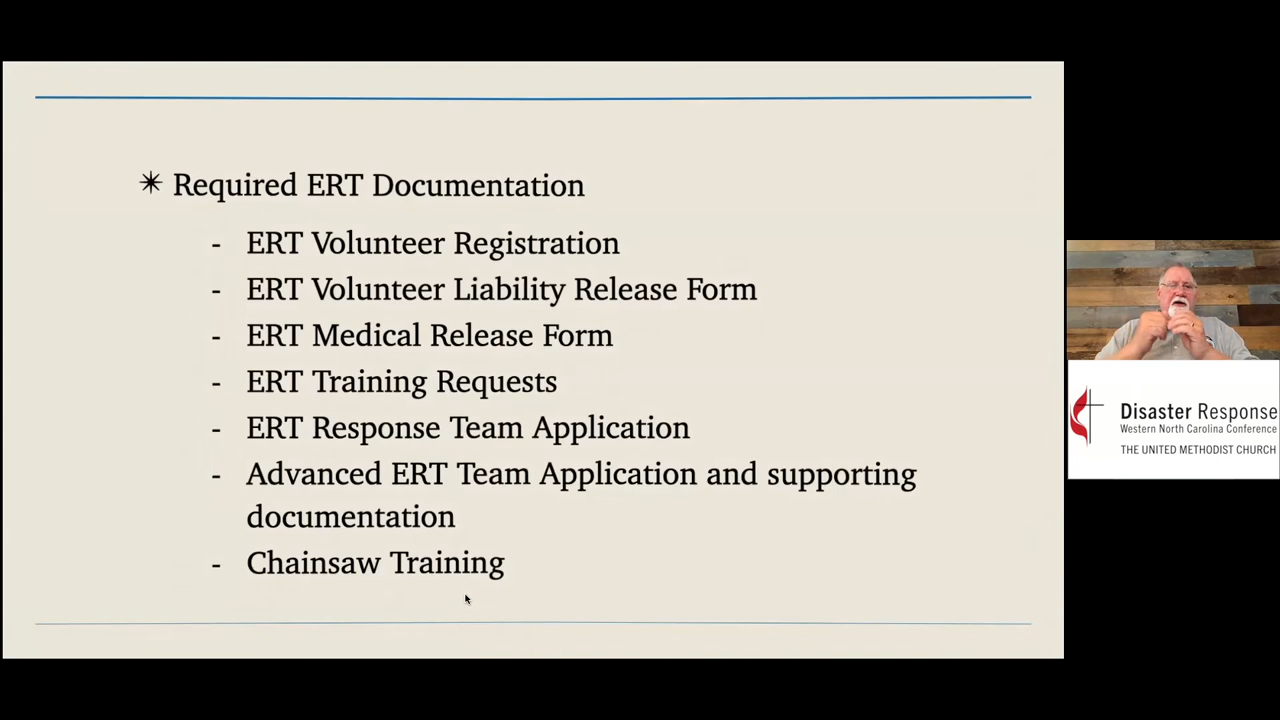 ✴ Required ERT Documentation
- ERT Volunteer Registration
- ERT Volunteer Liability Release Form
- ERT Medical Release Form
- ERT Training Requests
- ERT Response Team Application
- Advanced ERT Team Application and supporting
documentation
- Chainsaw Training
Disaster Response
Western North Carolina Conference
THE UNITED METHODIST CHURCH